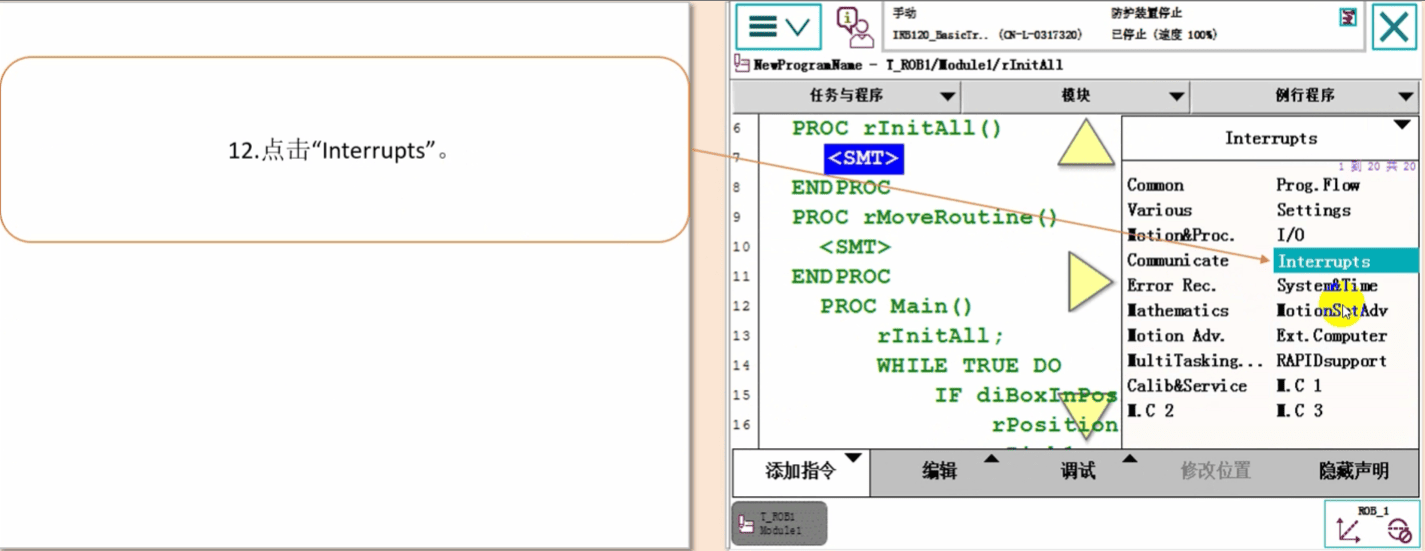 12.点击“Interrupts”。
手动
防护装置停止
IRB120_BasicTr.. (CN-L-0317320)
已停止 (速度 100%)
NewProgramName - T_ROB1/Module1/rInitAll
任务与程序
模块
例行程序
6 PROC rInitAll()
7 <SMT>
8 ENDPROC
9 PROC rMoveRoutine()
10 <SMT>
11 ENDPROC
12 PROC Main()
13 rInitAll;
14 WHILE TRUE DO
15 IF diBoxInPos
16 rPosition
Interrupts
1 到 20 共 20
Common Prog.Flow
Various Settings
Motion&Proc. I/O
Communicate Interrupts
Error Rec. System&Time
Mathematics MotionSetAdv
Motion Adv. Ext.Computer
MultiTasking... RAPIDsupport
Calib&Service M.C 1
M.C 2 M.C 3
添加指令
编辑
调试
修改位置
隐藏声明
T_ROB1
Module1
ROB_1